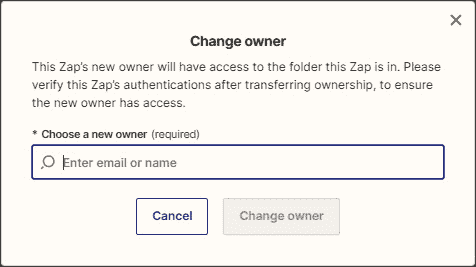 Change owner
This Zap's new owner will have access to the folder this Zap is in. Please
verify this Zap's authentications after transferring ownership, to ensure
the new owner has access.
* Choose a new owner (required)
Enter email or name
Cancel
Change owner